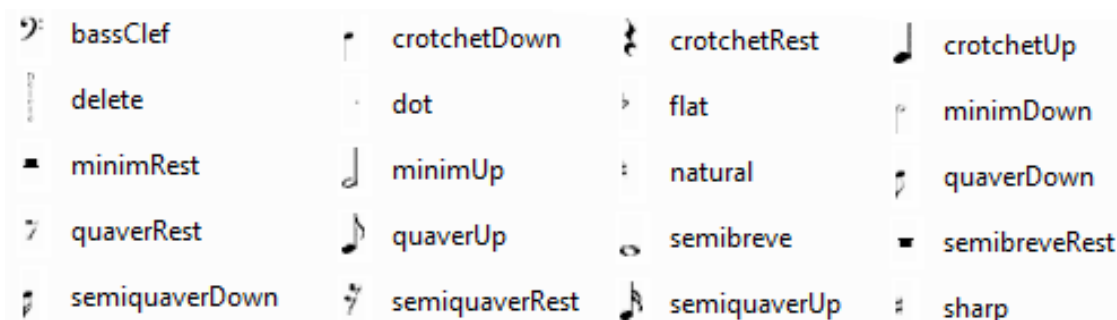 bassClef crotchetDown crotchetRest crotchetUp
delete dot flat minimDown
minimRest minimUp natural quaverDown
quaverRest quaverUp semibreve semibreveRest
semiquaverDown semiquaverRest semiquaverUp sharp